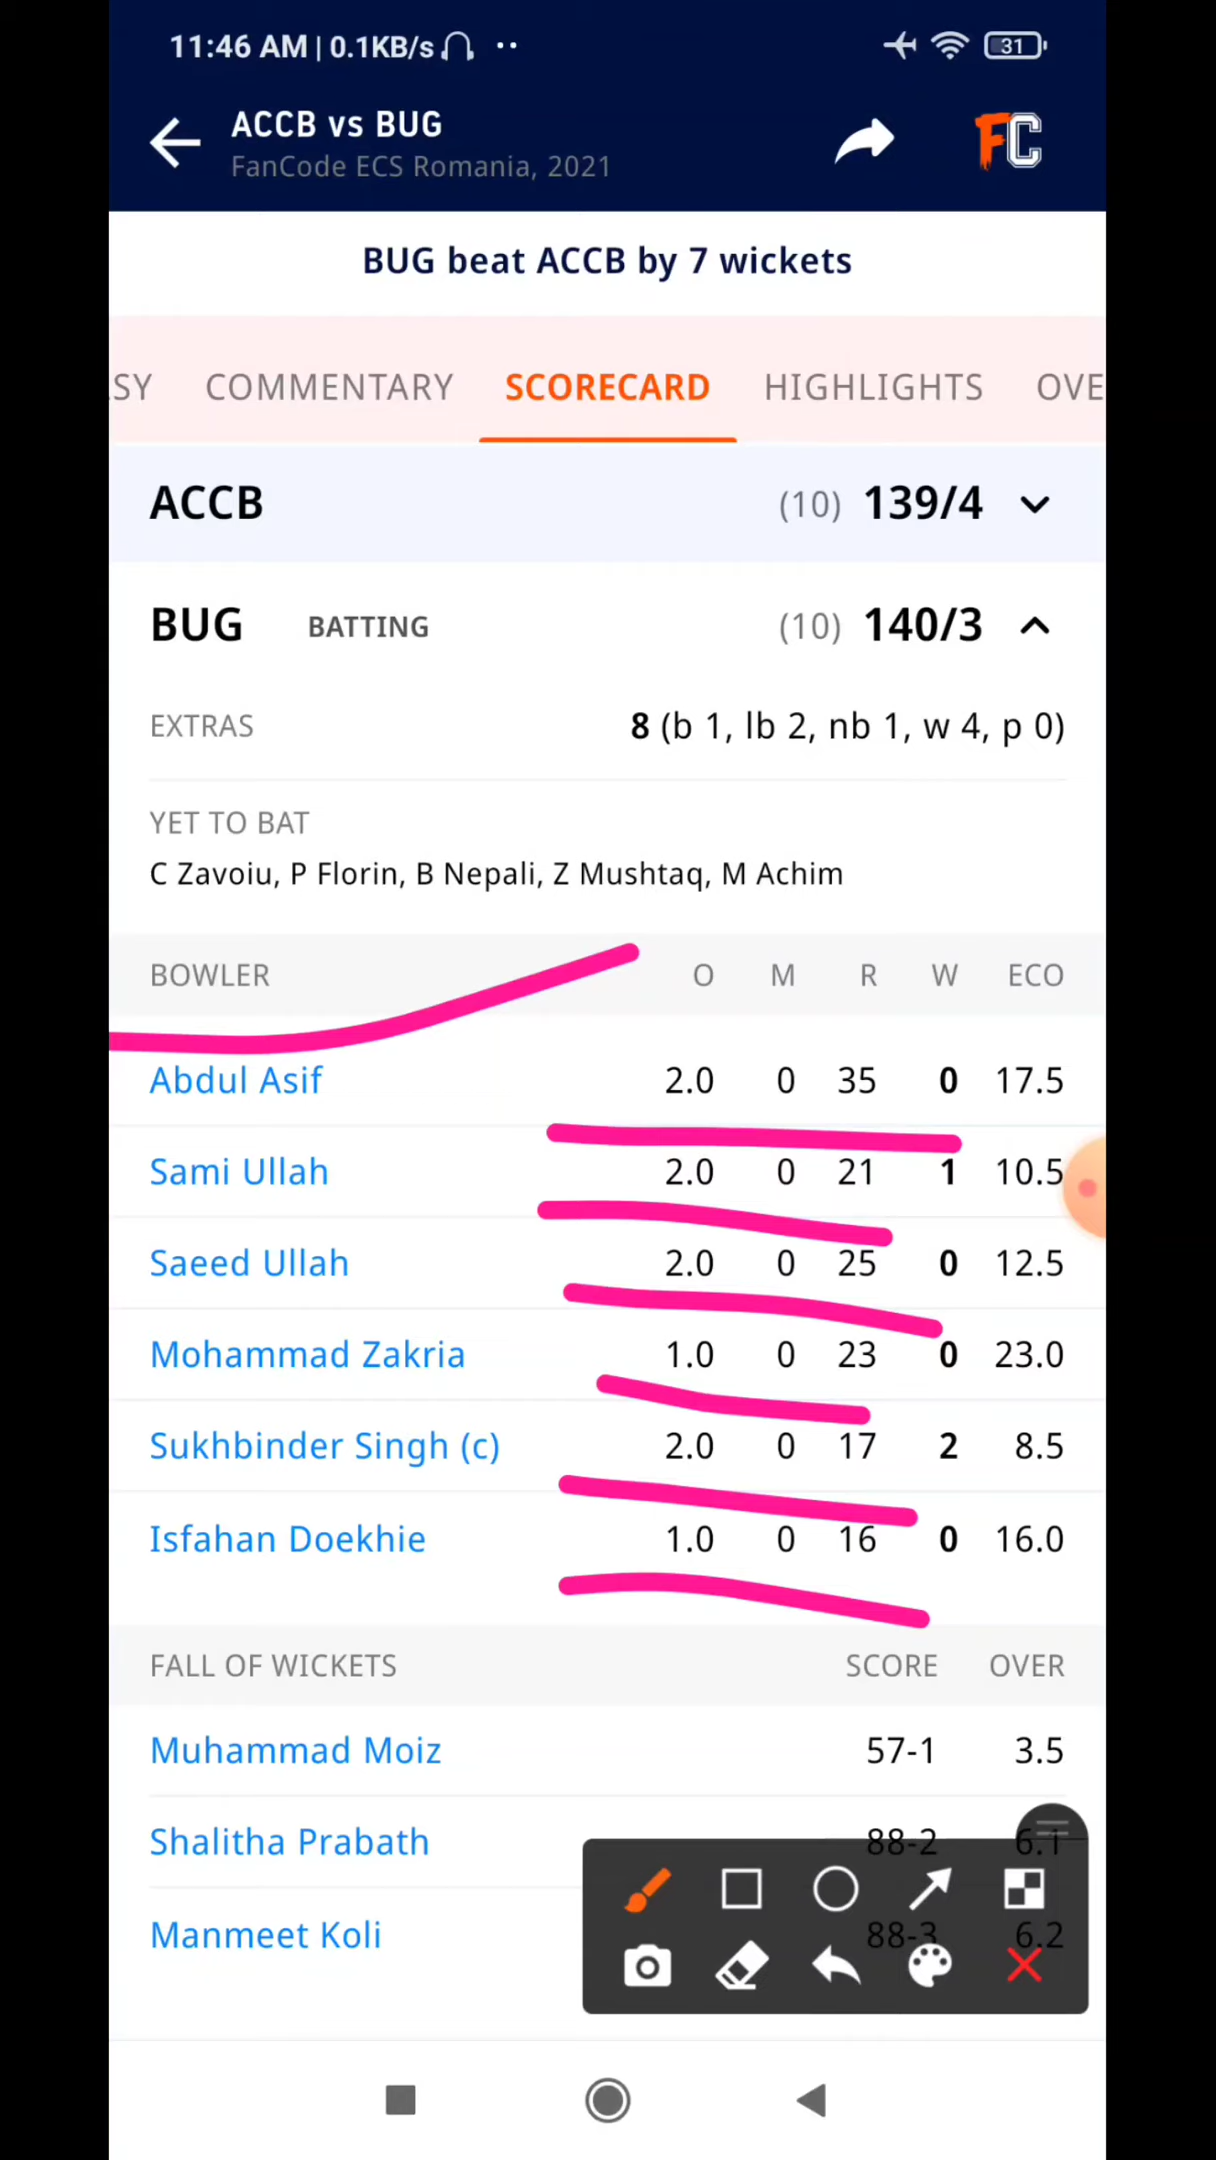 11:46 AM | 0.1KB/s 31
ACCB vs BUG
FanCode ECS Romania, 2021
FC
BUG beat ACCB by 7 wickets
SY COMMENTARY SCORECARD HIGHLIGHTS OVE
ACCB (10) 139/4
BUG BATTING (10) 140/3
EXTRAS 8 (b 1, lb 2, nb 1, w 4, p 0)
YET TO BAT
C Zavoiu, P Florin, B Nepali, Z Mushtaq, M Achim
BOWLER O M R W ECO
Abdul Asif 2.0 0 35 0 17.5
Sami Ullah 2.0 0 21 1 10.5
Saeed Ullah 2.0 0 25 0 12.5
Mohammad Zakria 1.0 0 23 0 23.0
Sukhbinder Singh (c) 2.0 0 17 2 8.5
Isfahan Doekhie 1.0 0 16 0 16.0
FALL OF WICKETS SCORE OVER
Muhammad Moiz 57-1 3.5
Shalitha Prabath 88-2 6.1
Manmeet Koli 88-3 6.2